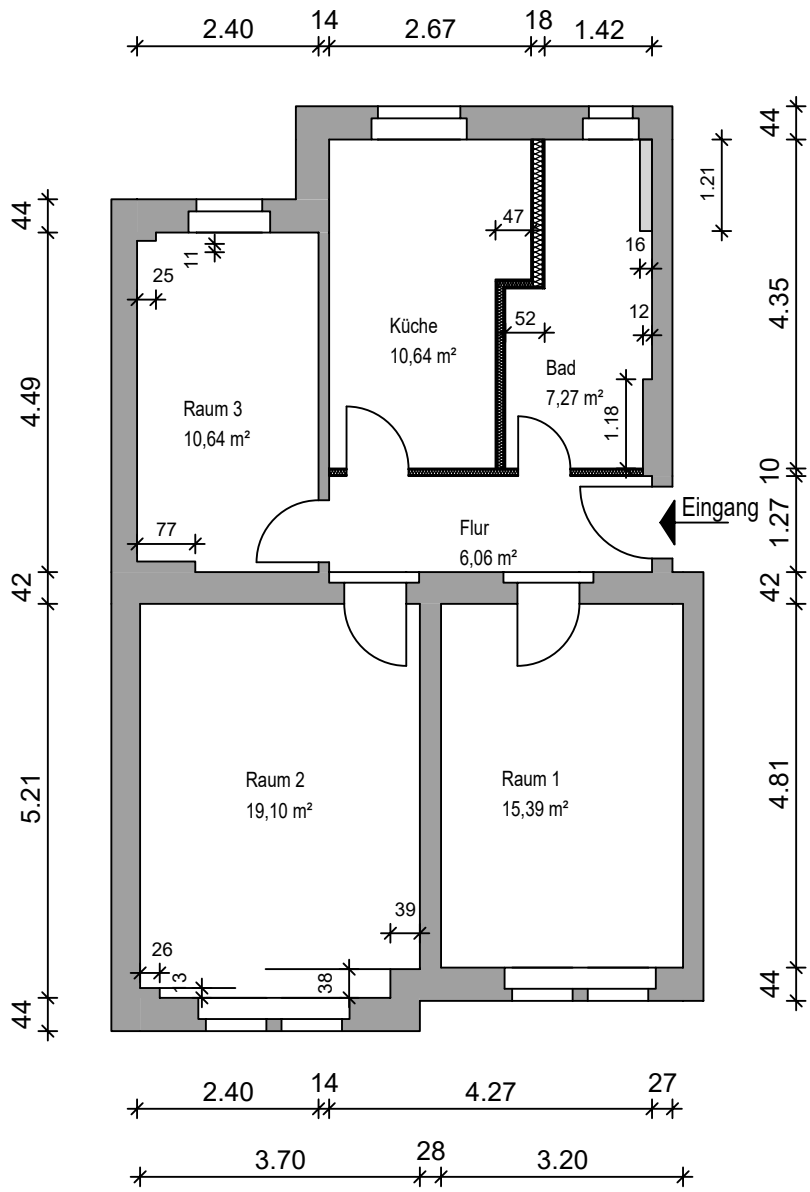 2.40
14
2.67
18
1.42
44
1.21
44
47
16
11
25
12
52
Küche
10,64 m²
4.35
Bad
7,27 m²
4.49
Raum 3
10,64 m²
1.18
10
Eingang
77
Flur
6,06 m²
1.27
42
42
Raum 2
19,10 m²
Raum 1
15,39 m²
5.21
4.81
39
26
13
38
44
44
2.40
14
4.27
27
3.70
28
3.20